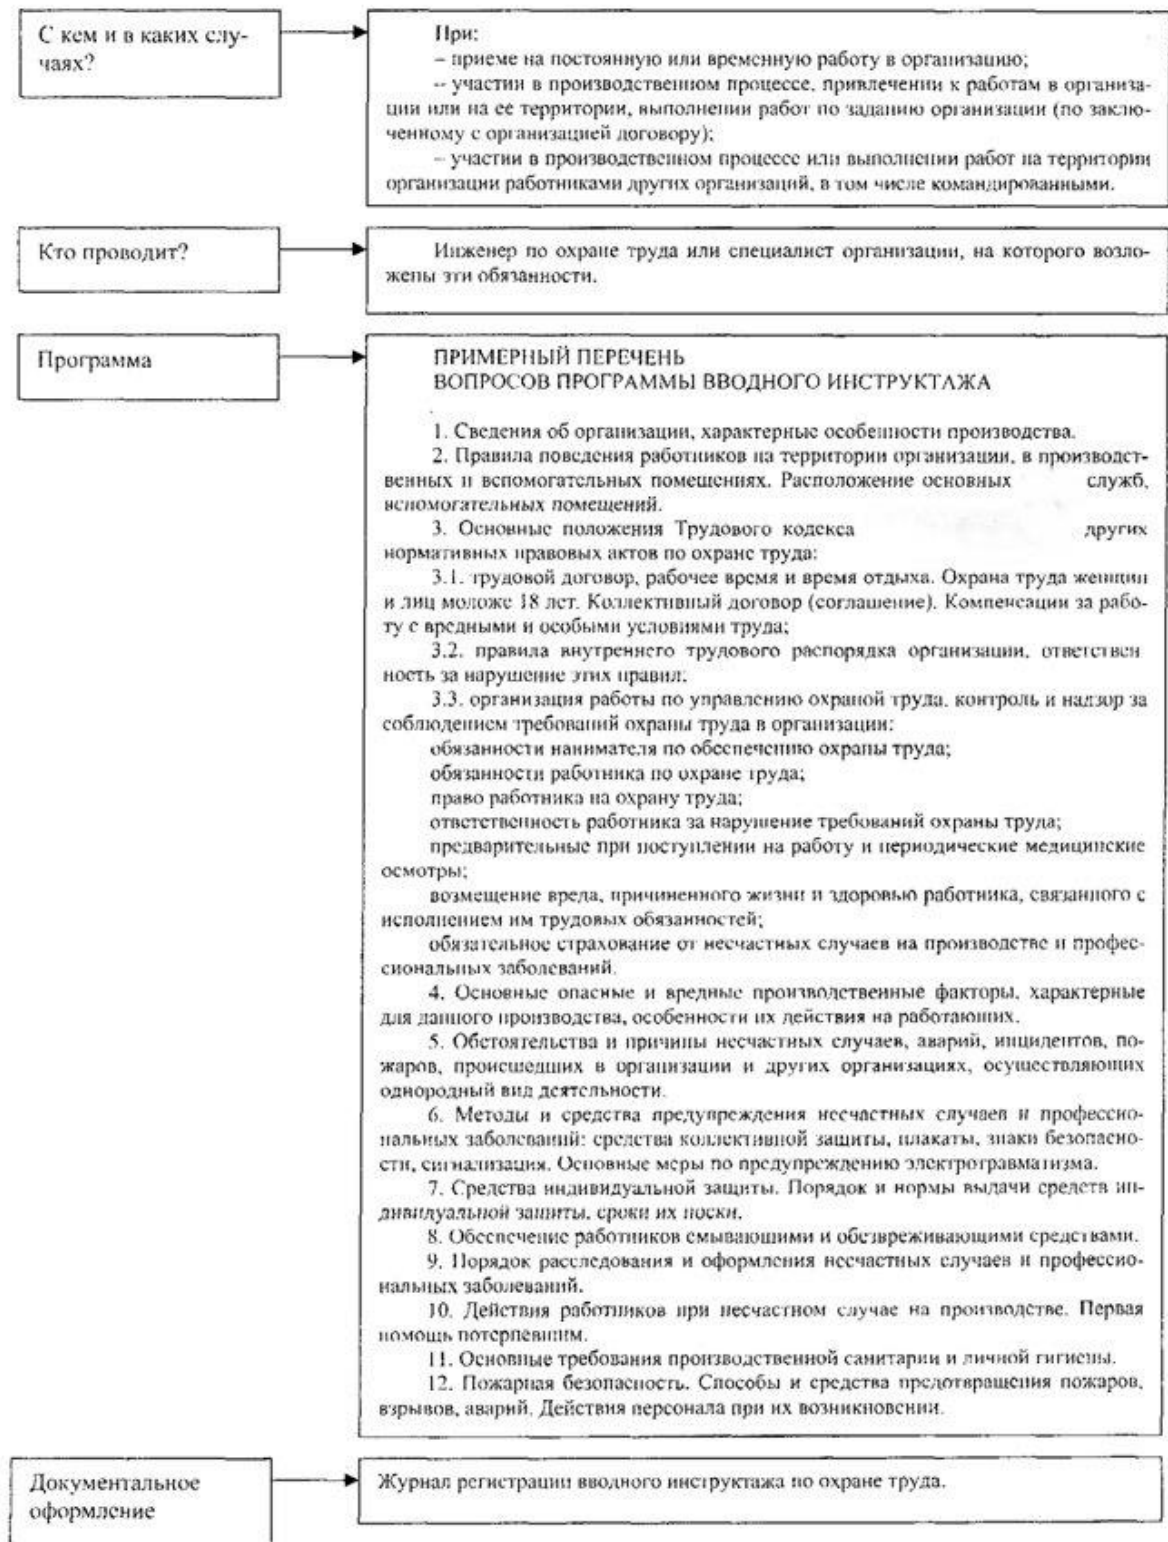 С кем и в каких слу-
чаях?
При:
– приеме на постоянную или временную работу в организацию;
– участии в производственном процессе, привлечении к работам в организа-
ции или на ее территории, выполнении работ по заданию организации (по заклю-
ченному с организацией договору);
– участии в производственном процессе или выполнении работ на территории
организации работниками других организаций, в том числе командированными.
Кто проводит?
Инженер по охране труда или специалист организации, на которого возло-
жены эти обязанности.
Программа
ПРИМЕРНЫЙ ПЕРЕЧЕНЬ
ВОПРОСОВ ПРОГРАММЫ ВВОДНОГО ИНСТРУКТАЖА
1. Сведения об организации, характерные особенности производства.
2. Правила поведения работников на территории организации, в производст-
венных и вспомогательных помещениях. Расположение основных служб,
вспомогательных помещений.
3. Основные положения Трудового кодекса других
нормативных правовых актов по охране труда:
3.1. трудовой договор, рабочее время и время отдыха. Охрана труда женщин
и лиц моложе 18 лет. Коллективный договор (соглашение). Компенсации за рабо-
ту с вредными и особыми условиями труда;
3.2. правила внутреннего трудового распорядка организации, ответствен
ность за нарушение этих правил;
3.3. организация работы по управлению охраной труда, контроль и надзор за
соблюдением требований охраны труда в организации:
обязанности нанимателя по обеспечению охраны труда;
обязанности работника по охране труда;
право работника на охрану труда;
ответственность работника за нарушение требований охраны труда;
предварительные при поступлении на работу и периодические медицинские
осмотры;
возмещение вреда, причиненного жизни и здоровью работника, связанного с
исполнением им трудовых обязанностей;
обязательное страхование от несчастных случаев на производстве и профес-
сиональных заболеваний.
4. Основные опасные и вредные производственные факторы, характерные
для данного производства, особенности их действия на работающих.
5. Обстоятельства и причины несчастных случаев, аварий, инцидентов, по-
жаров, происшедших в организации и других организациях, осуществляющих
однородный вид деятельности.
6. Методы и средства предупреждения несчастных случаев и профессио-
нальных заболеваний: средства коллективной защиты, плакаты, знаки безопасно-
сти, сигнализация. Основные меры по предупреждению электротравматизма.
7. Средства индивидуальной защиты. Порядок и нормы выдачи средств ин-
дивидуальной защиты, сроки их носки.
8. Обеспечение работников смывающими и обезвреживающими средствами.
9. Порядок расследования и оформления несчастных случаев и профессио-
нальных заболеваний.
10. Действия работников при несчастном случае на производстве. Первая
помощь потерпевшим.
11. Основные требования производственной санитарии и личной гигиены.
12. Пожарная безопасность. Способы и средства предотвращения пожаров,
взрывов, аварий. Действия персонала при их возникновении.
Документальное
оформление
Журнал регистрации вводного инструктажа по охране труда.